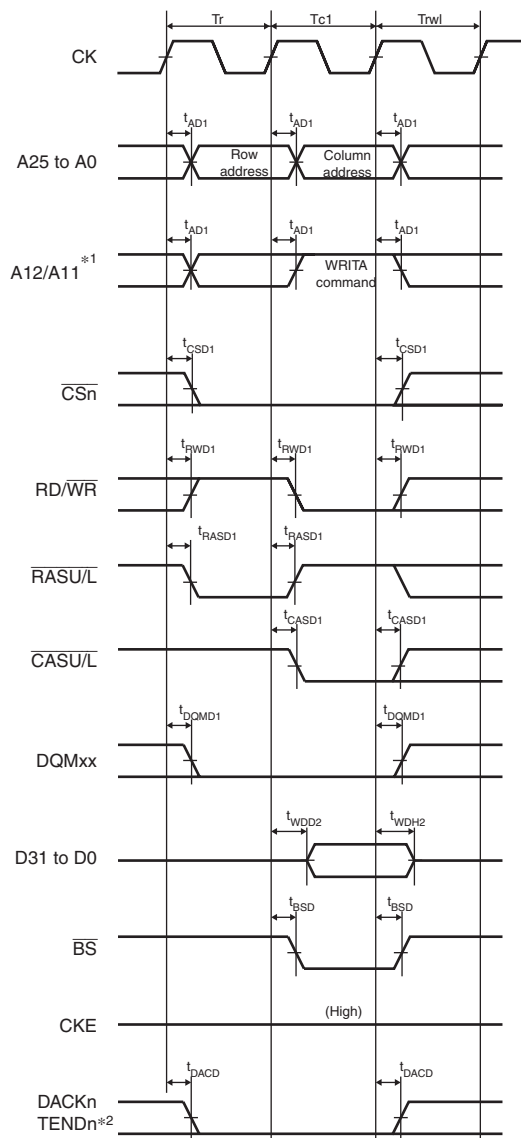 Tr Tc1 Trwl
CK
tAD1 tAD1 tAD1
A25 to A0
Row address
Column address
tAD1 tAD1 tAD1
A12/A11*1
WRITA command
tCSD1 tCSD1
CSn
tRWD1 tRWD1 tRWD1
RD/WR
tRASD1 tRASD1
RASU/L
tCASD1 tCASD1
CASU/L
tDQMD1 tDQMD1
DQMxx
tWDD2 tWDH2
D31 to D0
tBSD tBSD
BS
(High)
CKE
tDACD tDACD
DACKn
TENDn*2